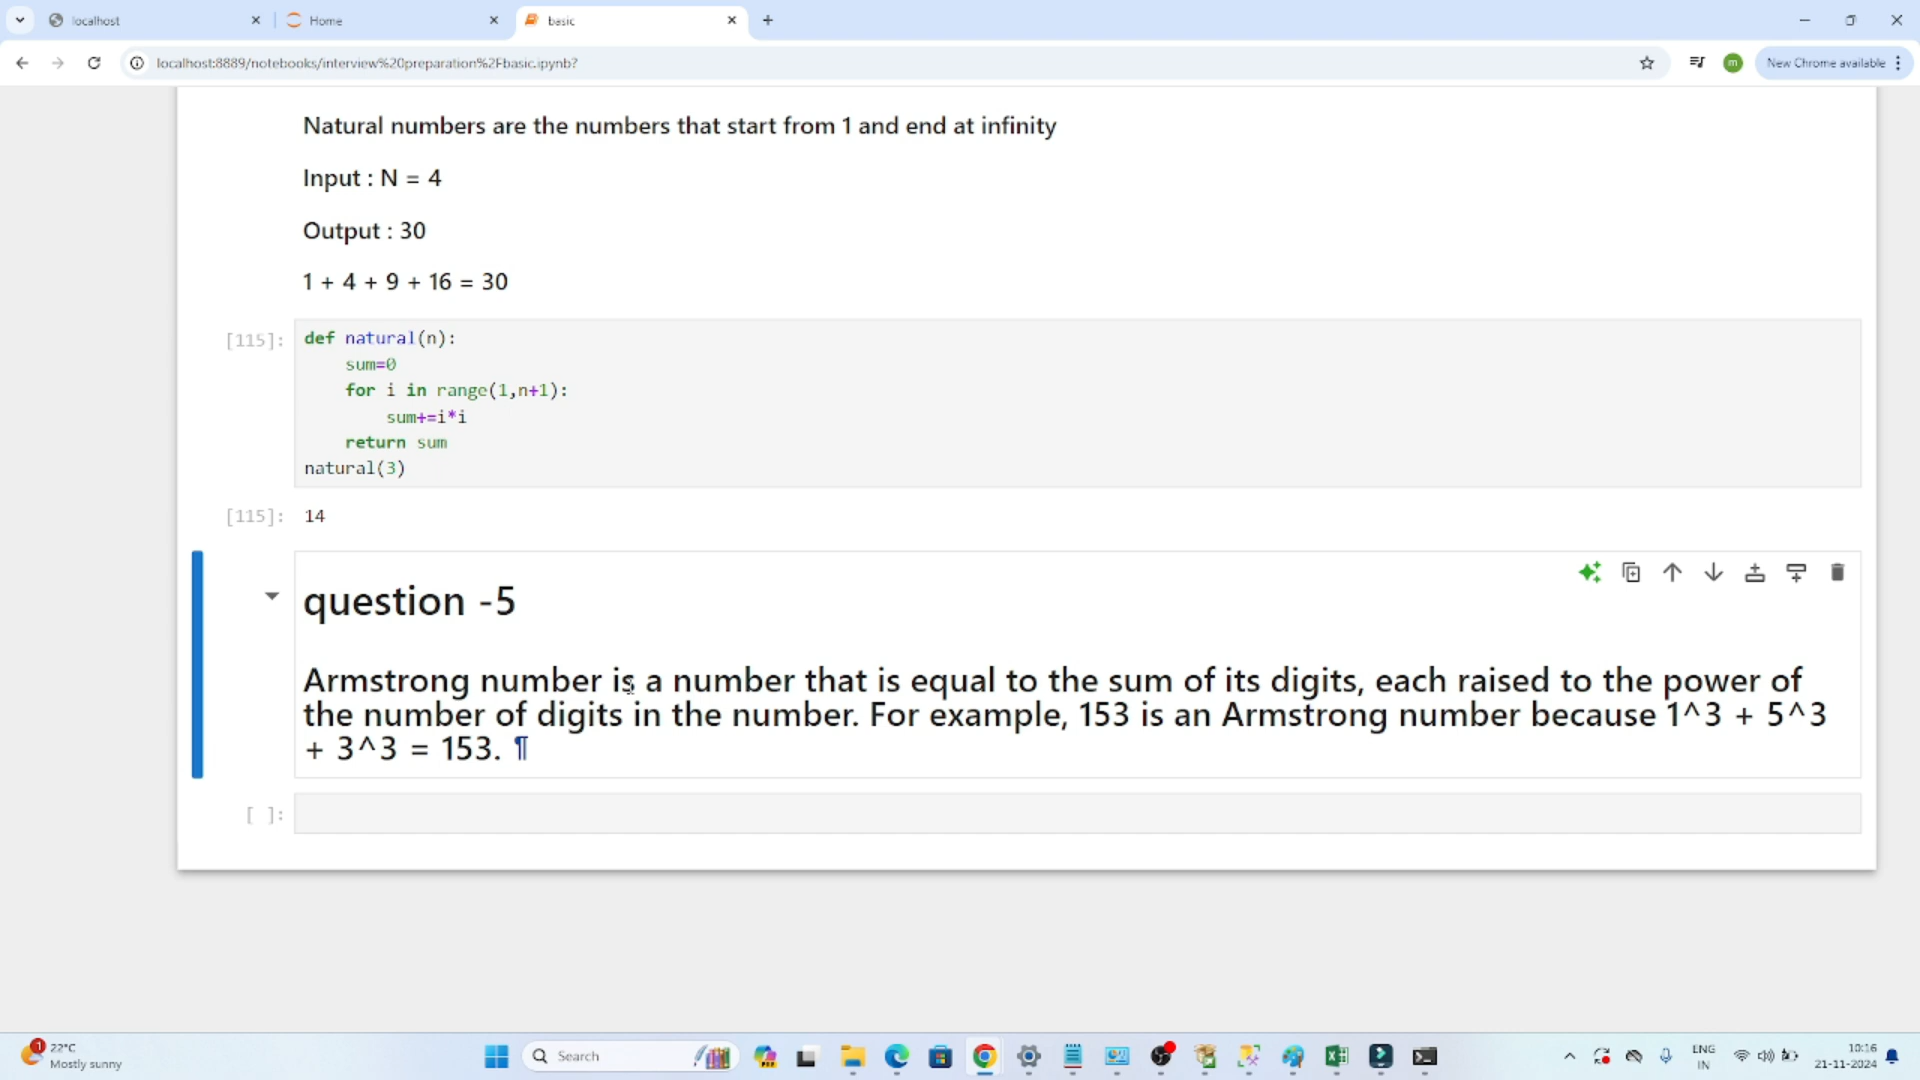 localhost
Home
basic
localhost:8889/notebooks/interview%20preparation%2Fbasic.ipynb?
m
New Chrome available
Natural numbers are the numbers that start from 1 and end at infinity
Input : N = 4
Output : 30
1 + 4 + 9 + 16 = 30
[115]:
def natural(n):
    sum=0
    for i in range(1,n+1):
        sum+=i*i
    return sum
natural(3)
[115]: 14
question -5
Armstrong number is a number that is equal to the sum of its digits, each raised to the power of
the number of digits in the number. For example, 153 is an Armstrong number because 1^3 + 5^3
+ 3^3 = 153. ¶
[ ]:
1
22°C
Mostly sunny
Search
ENG
IN
10:16
21-11-2024